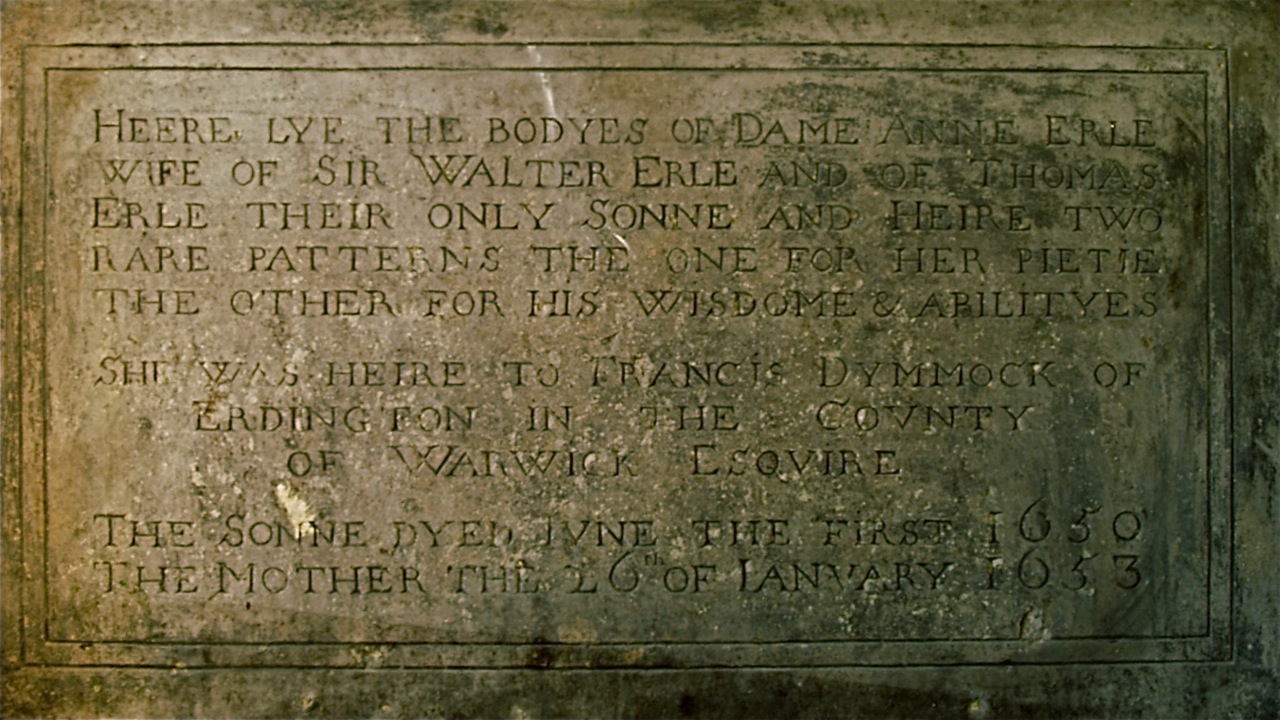 HEERE LYE THE BODYES OF DAME ANNE ERLE
WIFE OF SIR WALTER ERLE AND OF THOMAS
ERLE THEIR ONLY SONNE AND HEIRE TWO
RARE PATTERNS THE ONE FOR HER PIETIE
THE OTHER FOR HIS WISDOME & ABILITYES
SHE WAS HEIRE TO FRANCIS DYMMOCK OF
ERDINGTON IN THE COVNTY
OF WARWICK ESQVIRE
THE SONNE DYED IVNE THE FIRST 1650
THE MOTHER THE 26th OF IANVARY 1653